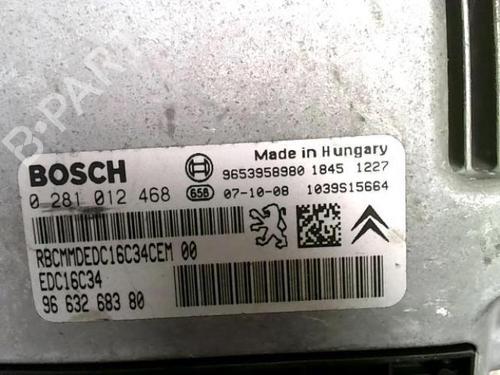 B-PARTS
Made in Hungary
BOSCH
9653958980 1845 1227
0 281 012 468 658 07-10-08 1039S15664
RBCMMDEDC16C34CEM 00
EDC16C34
96 632 683 80